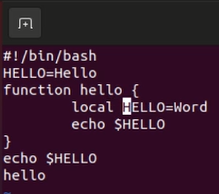 #!/bin/bash
HELLO=Hello
function hello {
        local HELLO=Word
        echo $HELLO
}
echo $HELLO
hello
~